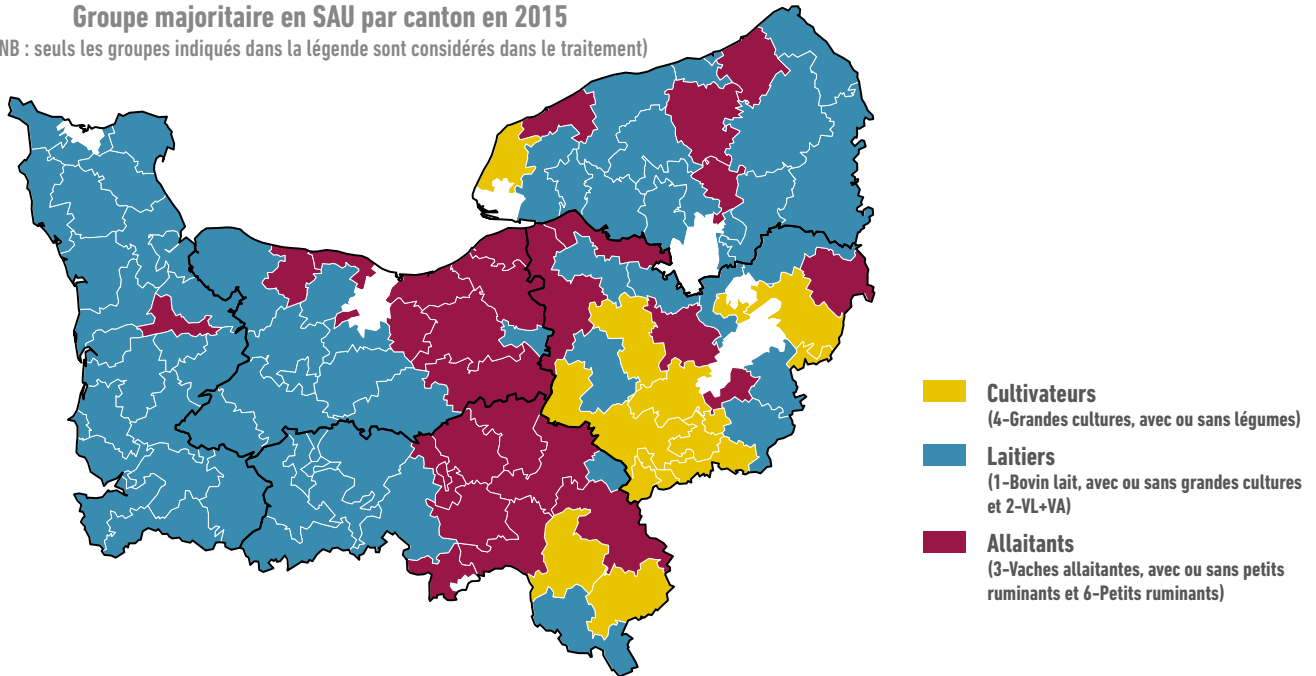 Groupe majoritaire en SAU par canton en 2015
NB : seuls les groupes indiqués dans la légende sont considérés dans le traitement)
Cultivateurs
(4-Grandes cultures, avec ou sans légumes)
Laitiers
(1-Bovin lait, avec ou sans grandes cultures
et 2-VL+VA)
Allaitants
(3-Vaches allaitantes, avec ou sans petits
ruminants et 6-Petits ruminants)